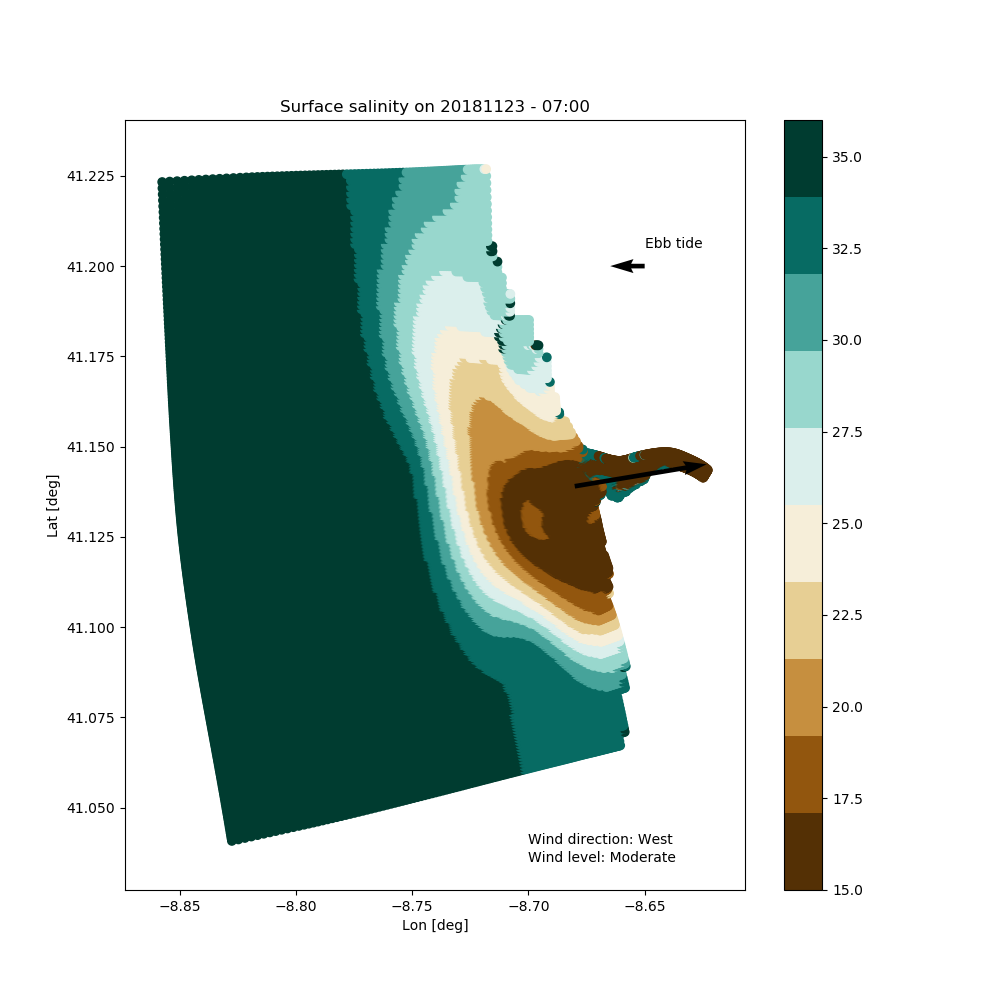 Surface salinity on 20181123 - 07:00
41.225
41.200
41.175
41.150
41.125
41.100
41.075
41.050
Lat [deg]
Ebb tide
Wind direction: West
Wind level: Moderate
−8.85 −8.80 −8.75 −8.70 −8.65
Lon [deg]
35.0
32.5
30.0
27.5
25.0
22.5
20.0
17.5
15.0